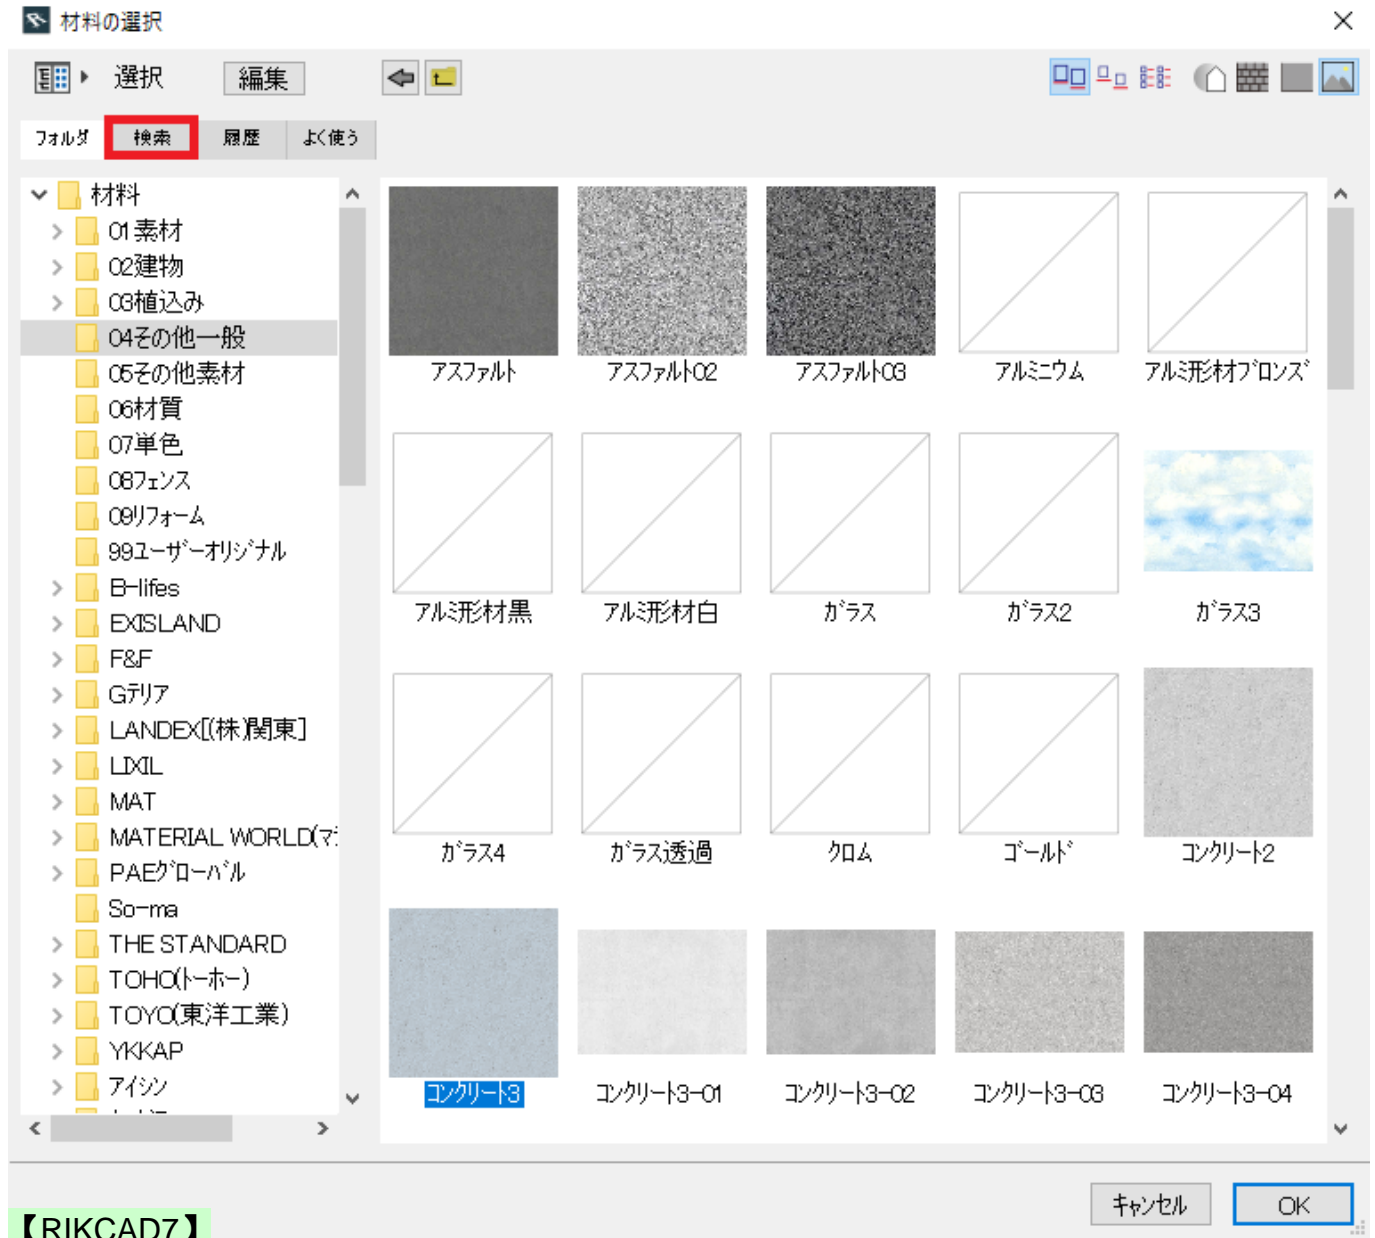 材料の選択
選択 編集
フォルダ 検索 履歴 よく使う
材料
01素材
02建物
03植込み
04その他一般
05その他素材
06材質
07単色
08フェンス
09リフォーム
99ユーザーオリジナル
B-lifes
EXISLAND
F&F
Gテリア
LANDEX[(株)関東]
LIXIL
MAT
MATERIAL WORLD(マ
PAEグローバル
So-ma
THE STANDARD
TOHO(トーホー)
TOYO(東洋工業)
YKKAP
アイシン
アスファルト アスファルト02 アスファルト03 アルミニウム アルミ形材ブロンズ
アルミ形材黒 アルミ形材白 ガラス ガラス2 ガラス3
ガラス4 ガラス透過 クロム ゴールド コンクリート2
コンクリート3 コンクリート3-01 コンクリート3-02 コンクリート3-03 コンクリート3-04
キャンセル OK
【RIKCAD7】